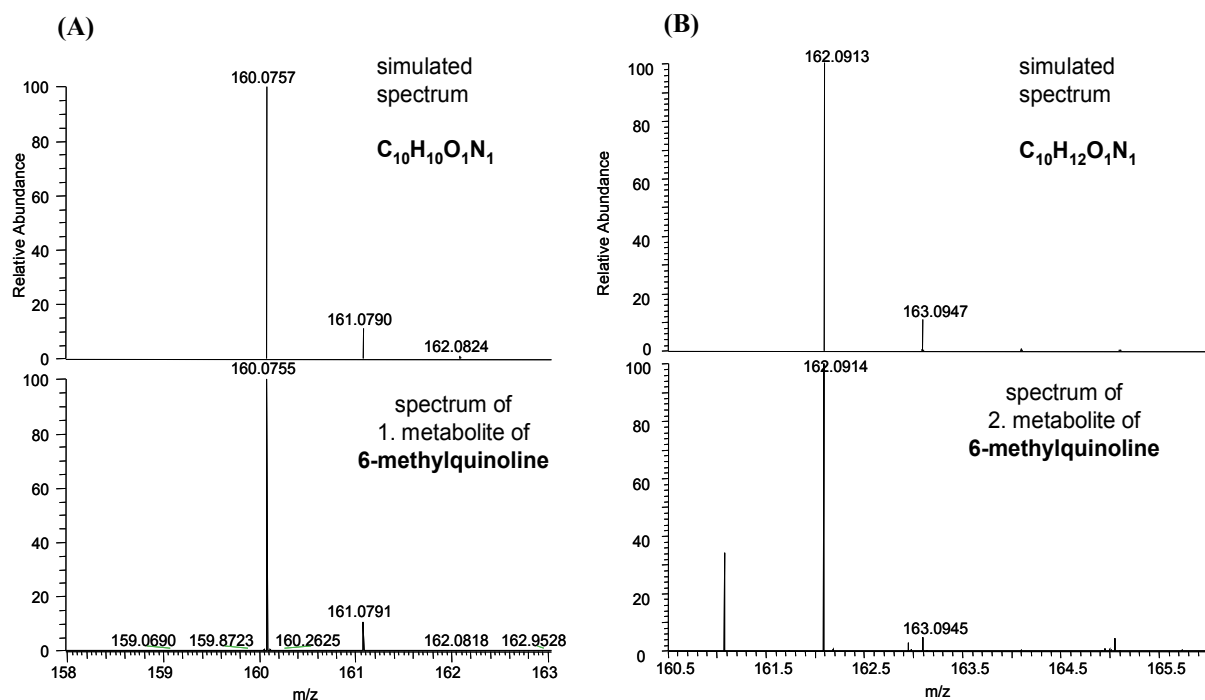 (A)
160.0757
simulated
spectrum
C₁₀H₁₀O₁N₁
Relative Abundance
100
80
60
40
20
0
161.0790
162.0824
160.0755
spectrum of
1. metabolite of
6-methylquinoline
Relative Abundance
100
80
60
40
20
0
159.0690 159.8723 160.2625 161.0791 162.0818 162.9528
158 159 160 161 162 163
m/z
(B)
162.0913
simulated
spectrum
C₁₀H₁₂O₁N₁
Relative Abundance
100
80
60
40
20
0
163.0947
162.0914
spectrum of
2. metabolite of
6-methylquinoline
100
80
60
40
20
0
163.0945
160.5 161.5 162.5 163.5 164.5 165.5
m/z